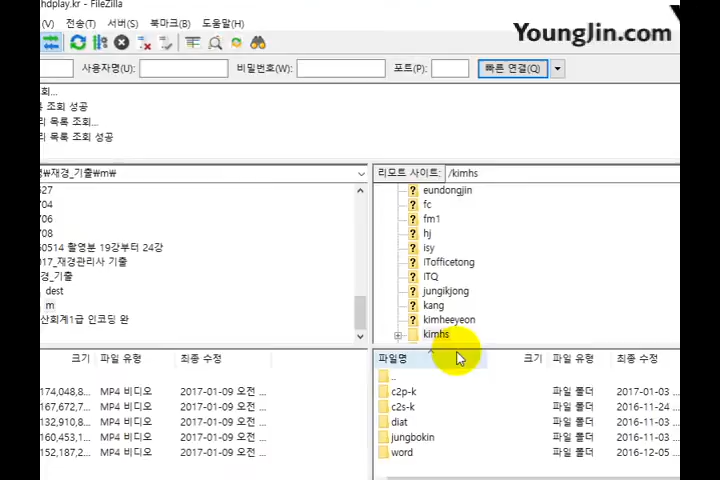 hdplay.kr - FileZilla
(V) 전송(T) 서버(S) 북마크(B) 도움말(H)
YoungJin.com
사용자명(U): 비밀번호(W): 포트(P): 빠른 연결(Q)
회...
록 조회 성공
리 목록 조회...
리 목록 조회 성공
₩재경_기출₩m₩
리모트 사이트: /kimhs
527
704
706
708
60514 촬영분 19강부터 24강
017_재경관리사 기출
경_기출
dest
m
산회계1급 인코딩 완
eundongjin
fc
fm1
hj
isy
ITofficetong
ITQ
jungikjong
kang
kimheeyeon
kimhs
크기 파일 유형 최종 수정
174,048,8... MP4 비디오 2017-01-09 오전 ...
167,672,7... MP4 비디오 2017-01-09 오전 ...
132,910,8... MP4 비디오 2017-01-09 오전 ...
160,453,1... MP4 비디오 2017-01-09 오전 ...
152,187,2... MP4 비디오 2017-01-09 오전 ...
파일명 크기 파일 유형 최종 수정
..
c2p-k 파일 폴더 2017-01-03
c2s-k 파일 폴더 2016-11-24
diat 파일 폴더 2016-11-03
jungbokin 파일 폴더 2016-11-03
word 파일 폴더 2016-12-05